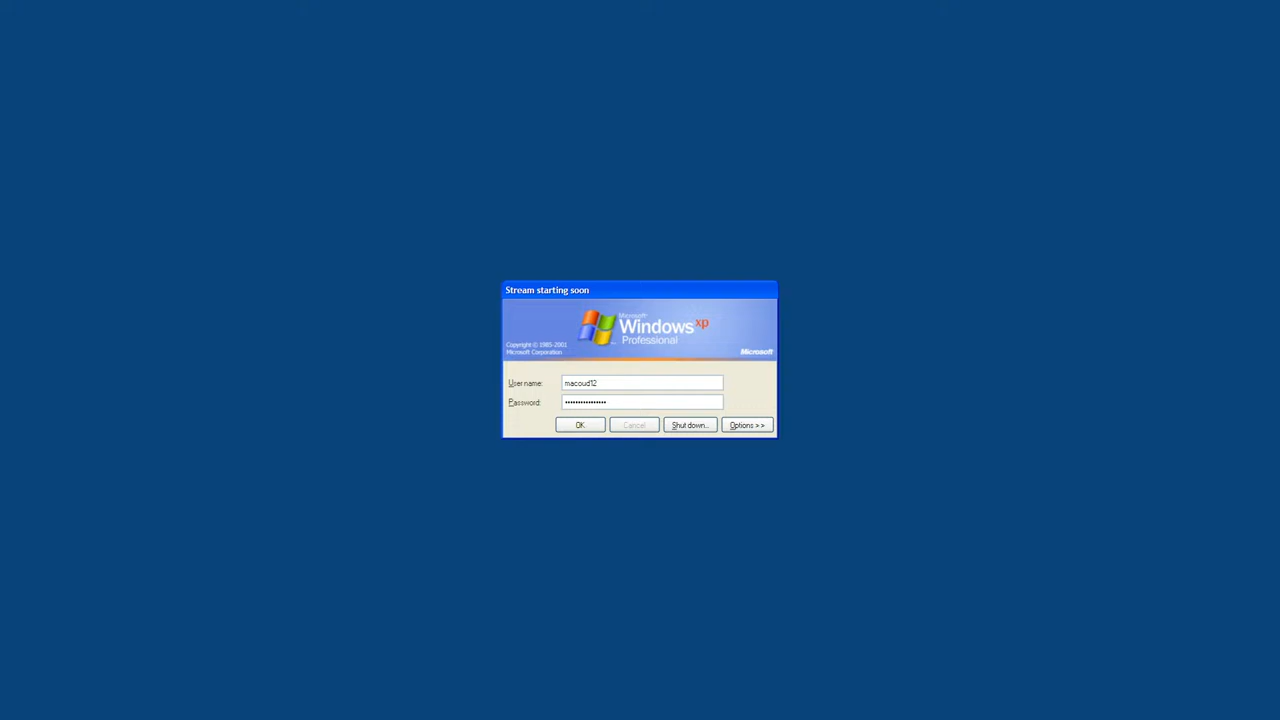 Stream starting soon
Microsoft®
Windows xp
Professional
Copyright © 1985-2001
Microsoft Corporation
Microsoft
User name: macoud12
Password: ••••••••••••••••
OK Cancel Shut down... Options >>